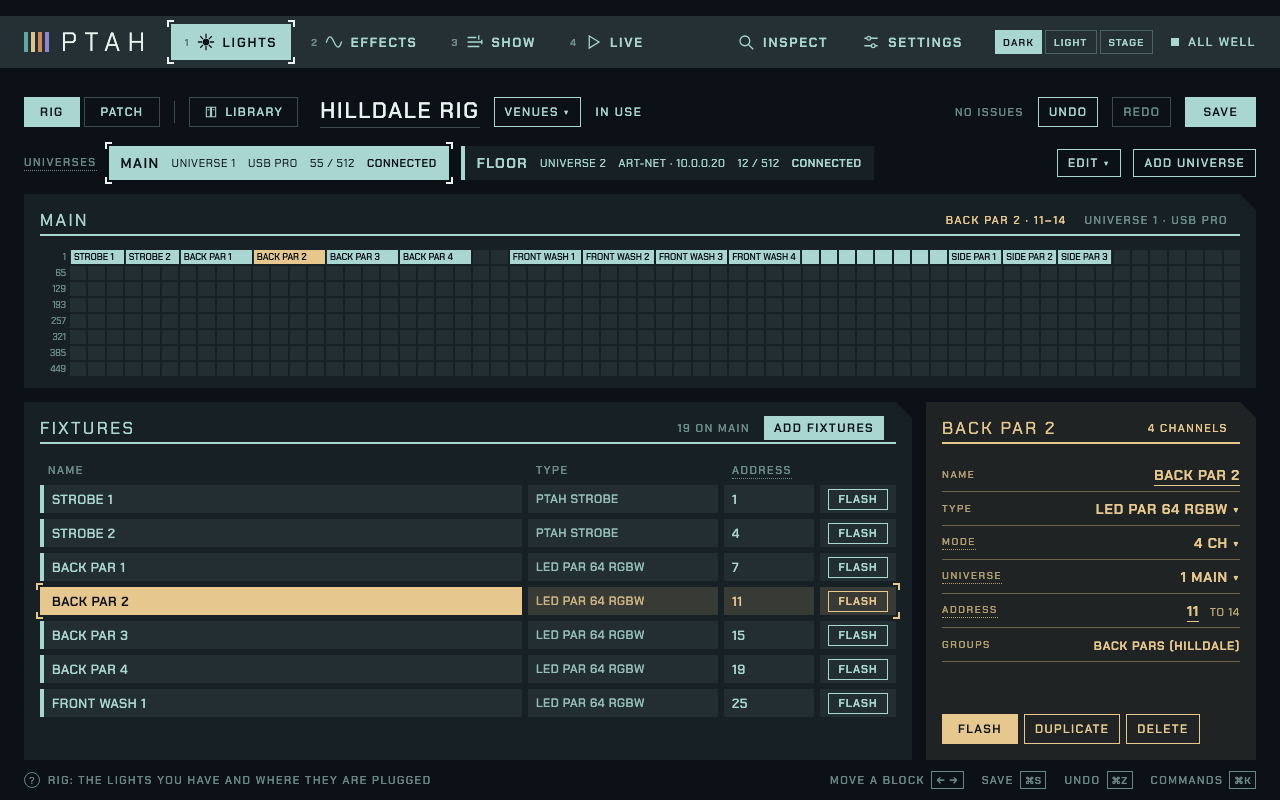 PTAH 1 LIGHTS 2 EFFECTS 3 SHOW 4 LIVE INSPECT SETTINGS DARK LIGHT STAGE ALL WELL
RIG PATCH LIBRARY HILLDALE RIG VENUES ▾ IN USE NO ISSUES UNDO REDO SAVE
UNIVERSES MAIN UNIVERSE 1 USB PRO 55 / 512 CONNECTED FLOOR UNIVERSE 2 ART-NET · 10.0.0.20 12 / 512 CONNECTED EDIT ▾ ADD UNIVERSE
MAIN BACK PAR 2 · 11–14 UNIVERSE 1 · USB PRO
1 STROBE 1 STROBE 2 BACK PAR 1 BACK PAR 2 BACK PAR 3 BACK PAR 4 FRONT WASH 1 FRONT WASH 2 FRONT WASH 3 FRONT WASH 4 SIDE PAR 1 SIDE PAR 2 SIDE PAR 3
65
129
193
257
321
385
449
FIXTURES 19 ON MAIN ADD FIXTURES
NAME TYPE ADDRESS
STROBE 1 PTAH STROBE 1 FLASH
STROBE 2 PTAH STROBE 4 FLASH
BACK PAR 1 LED PAR 64 RGBW 7 FLASH
BACK PAR 2 LED PAR 64 RGBW 11 FLASH
BACK PAR 3 LED PAR 64 RGBW 15 FLASH
BACK PAR 4 LED PAR 64 RGBW 19 FLASH
FRONT WASH 1 LED PAR 64 RGBW 25 FLASH
BACK PAR 2 4 CHANNELS
NAME BACK PAR 2
TYPE LED PAR 64 RGBW ▾
MODE 4 CH ▾
UNIVERSE 1 MAIN ▾
ADDRESS 11 TO 14
GROUPS BACK PARS (HILLDALE)
FLASH DUPLICATE DELETE
? RIG: THE LIGHTS YOU HAVE AND WHERE THEY ARE PLUGGED MOVE A BLOCK ← → SAVE ⌘S UNDO ⌘Z COMMANDS ⌘K